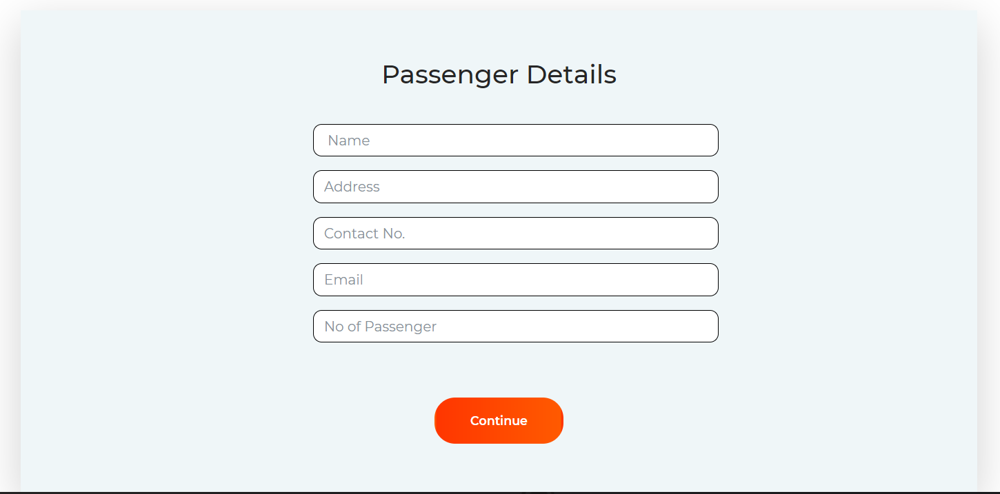 Passenger Details
Name
Address
Contact No.
Email
No of Passenger
Continue